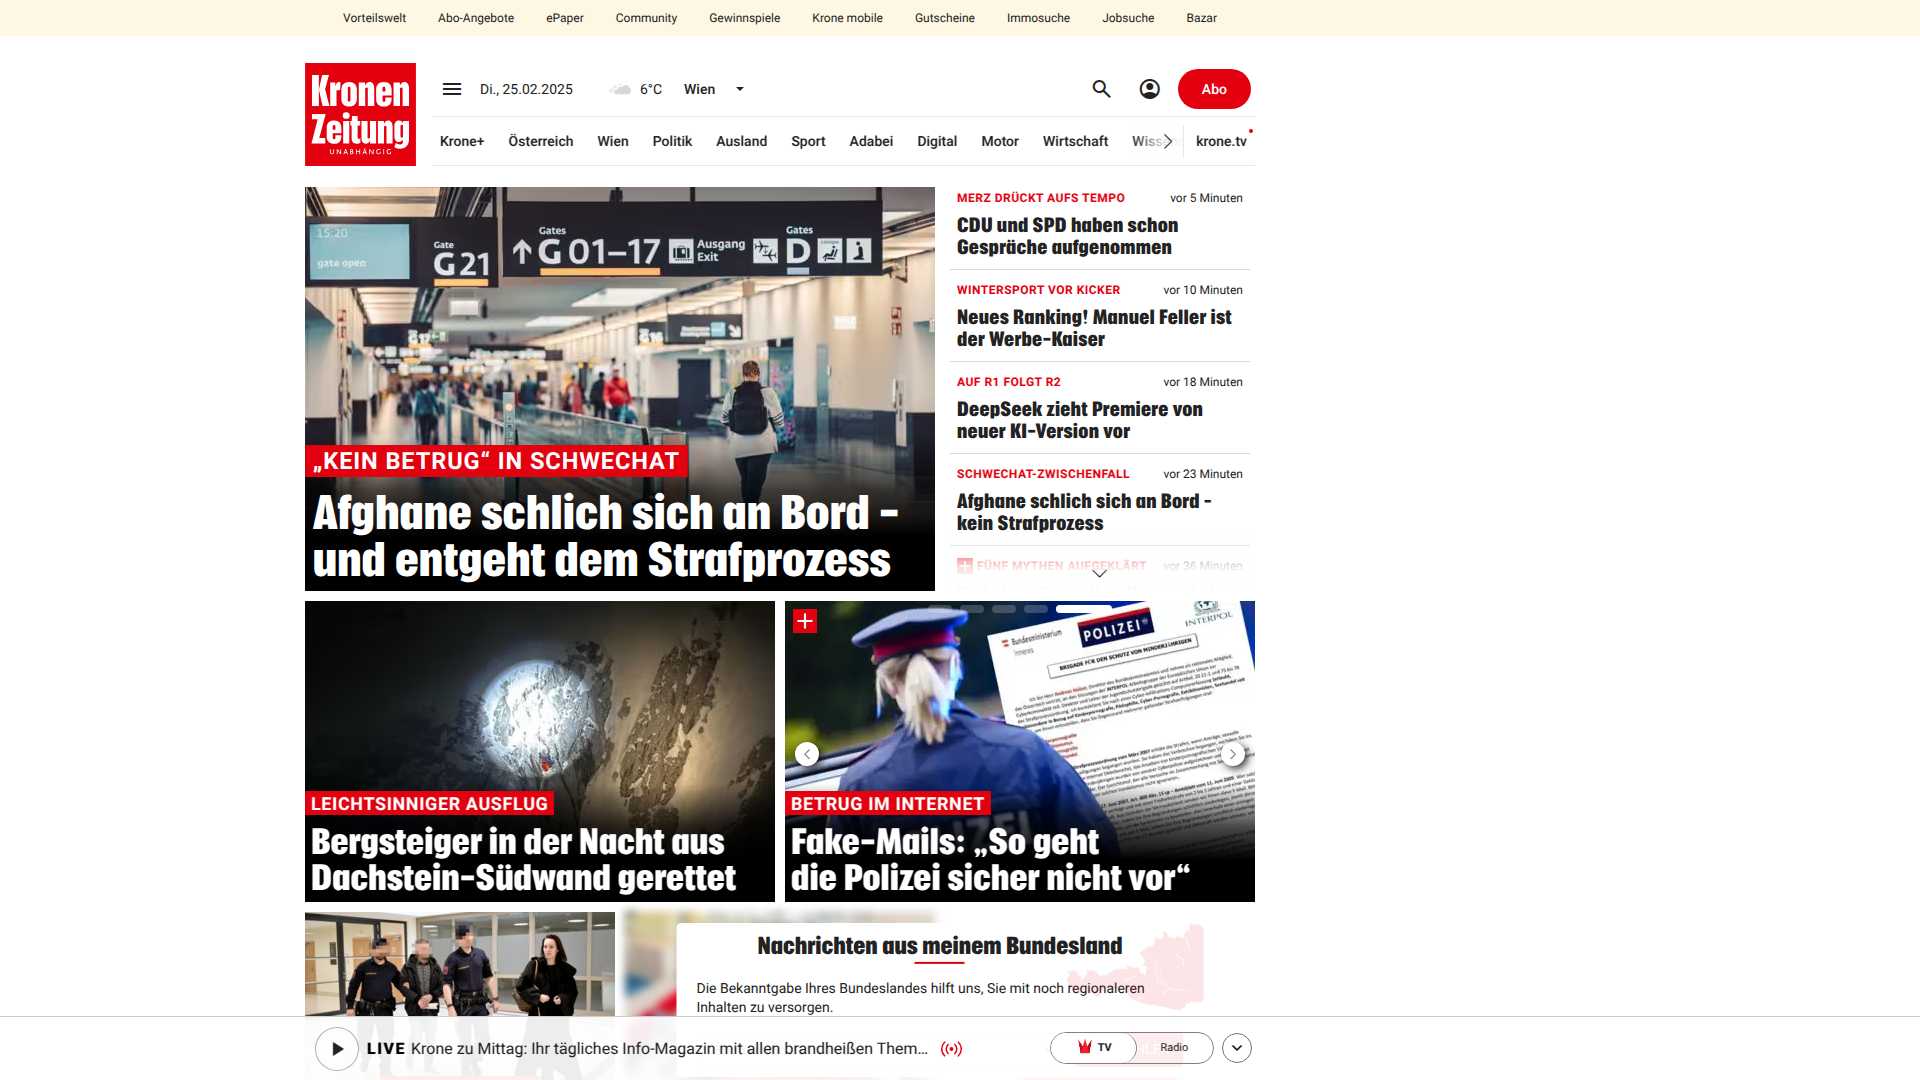 Vorteilswelt Abo-Angebote ePaper Community Gewinnspiele Krone mobile Gutscheine Immosuche Jobsuche Bazar
Kronen
Zeitung
UNABHÄNGIG
Di., 25.02.2025 6°C Wien
Abo
Krone+ Österreich Wien Politik Ausland Sport Adabei Digital Motor Wirtschaft krone.tv
15:20
gate open
Gate
G 21
Gates
G 01–17
Ausgang
Exit
Gates
D
„KEIN BETRUG“ IN SCHWECHAT
Afghane schlich sich an Bord –
und entgeht dem Strafprozess
MERZ DRÜCKT AUFS TEMPO vor 5 Minuten
CDU und SPD haben schon
Gespräche aufgenommen
WINTERSPORT VOR KICKER vor 10 Minuten
Neues Ranking! Manuel Feller ist
der Werbe-Kaiser
AUF R1 FOLGT R2 vor 18 Minuten
DeepSeek zieht Premiere von
neuer KI-Version vor
SCHWECHAT-ZWISCHENFALL vor 23 Minuten
Afghane schlich sich an Bord –
kein Strafprozess
FÜNF MYTHEN AUFGEKLÄRT vor 36 Minuten
LEICHTSINNIGER AUSFLUG
Bergsteiger in der Nacht aus
Dachstein-Südwand gerettet
Bundesministerium
Inneres
POLIZEI
INTERPOL
BRIGADE FÜR DEN SCHUTZ VON MINDERJÄHRIGEN
BETRUG IM INTERNET
Fake-Mails: „So geht
die Polizei sicher nicht vor“
Nachrichten aus meinem Bundesland
Die Bekanntgabe Ihres Bundeslandes hilft uns, Sie mit noch regionaleren
Inhalten zu versorgen.
LIVE Krone zu Mittag: Ihr tägliches Info-Magazin mit allen brandheißen Them...
TV Radio